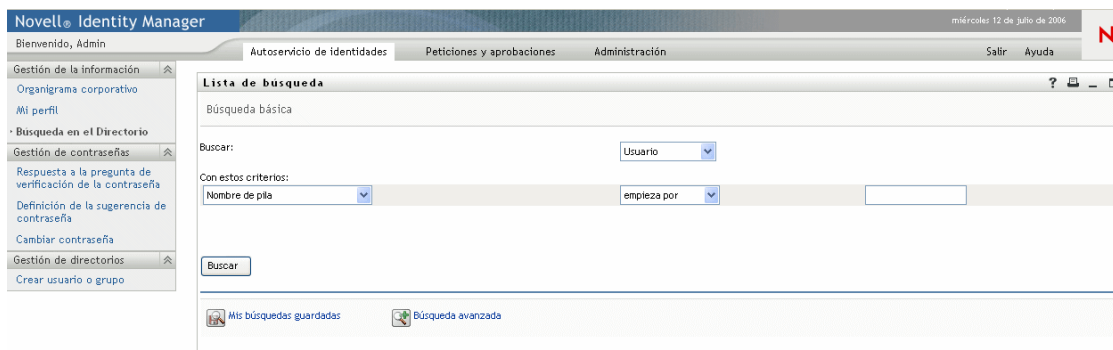 Novell® Identity Manager
miércoles 12 de julio de 2006
N
Bienvenido, Admin
Autoservicio de identidades
Peticiones y aprobaciones
Administración
Salir
Ayuda
Gestión de la información
Organigrama corporativo
Mi perfil
· Búsqueda en el Directorio
Gestión de contraseñas
Respuesta a la pregunta de
verificación de la contraseña
Definición de la sugerencia de
contraseña
Cambiar contraseña
Gestión de directorios
Crear usuario o grupo
Lista de búsqueda
?
Búsqueda básica
Buscar:
Usuario
Con estos criterios:
Nombre de pila
empieza por
Buscar
Mis búsquedas guardadas
Búsqueda avanzada